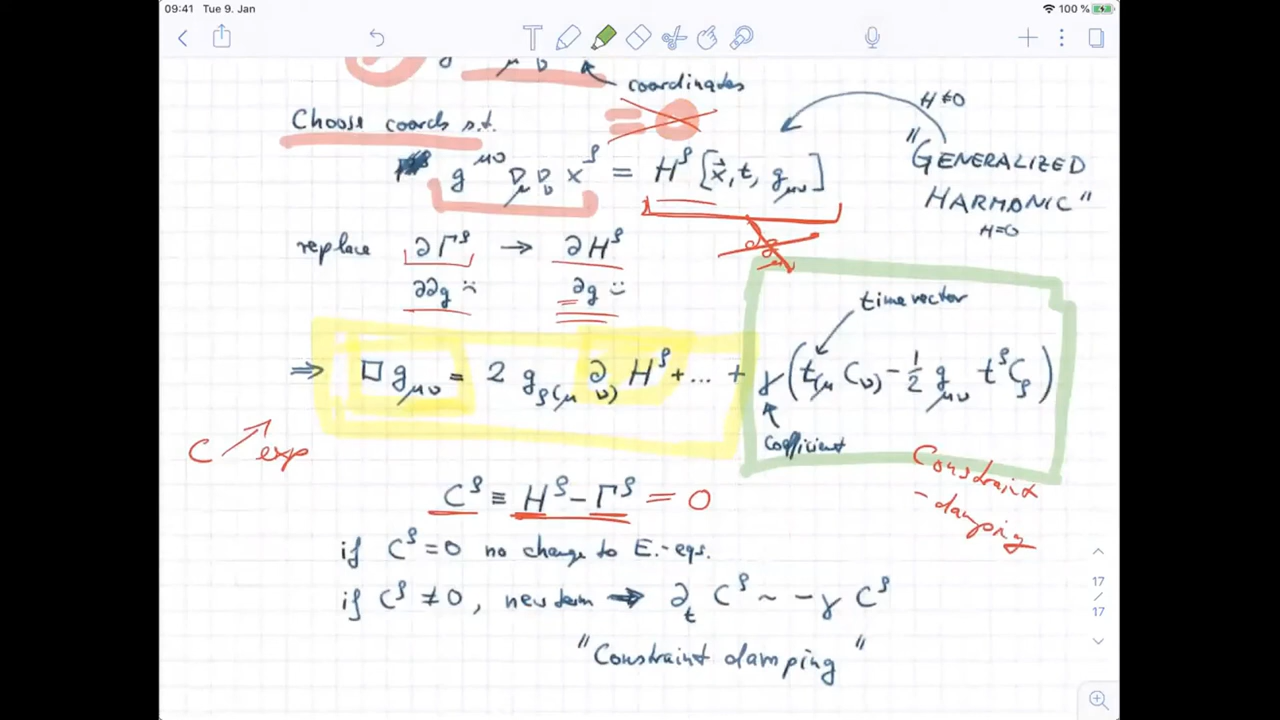 09:41 Tue 9. Jan
100 %
coordinates
Choose coords s.t.
H≠0
g^μν ∇_μ ∇_ν x^ρ = H^ρ [x⃗, t, g_μν]
"GENERALIZED
HARMONIC"
H=0
replace ∂Γ^ρ → ∂H^ρ
∂g_μν
∂∂g :( ∂g :)
time vector
⇒ □ g_μν = 2 g_ρ(μ ∂_ν) H^ρ + ... + γ (t_(μ C_ν) - 1/2 g_μν t^ρ C_ρ)
coefficient
C ↗ exp
Constraint
- damping
C^ρ ≡ H^ρ - Γ^ρ = 0
if C^ρ = 0 no change to E.-eqs.
if C^ρ ≠ 0, new term → ∂_t C^ρ ~ -γ C^ρ
"Constraint damping"
17
/
17